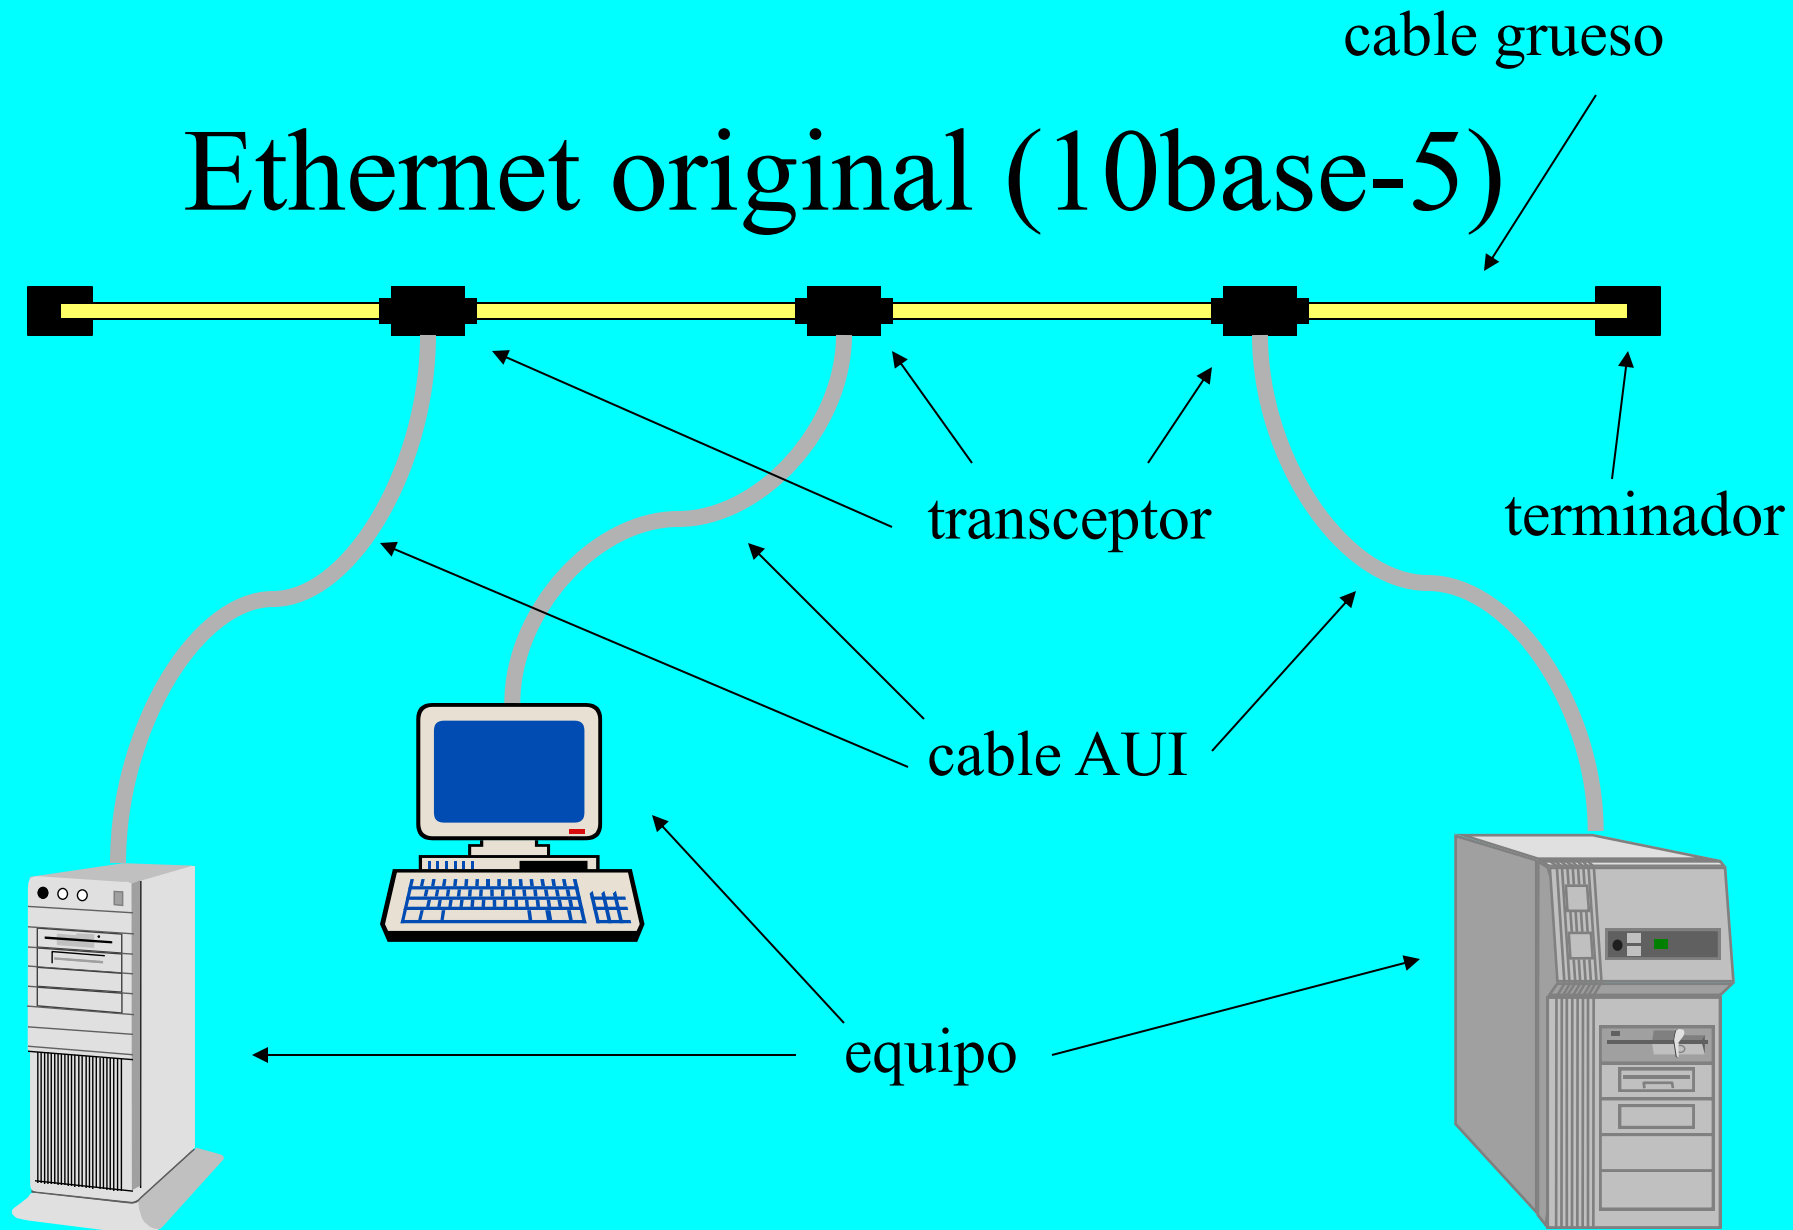 cable grueso
Ethernet original (10base-5)
transceptor
terminador
cable AUI
equipo